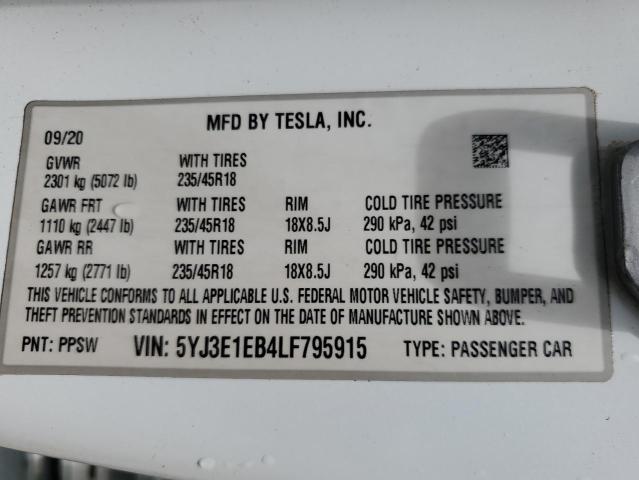 MFD BY TESLA, INC.
09/20
GVWR WITH TIRES
2301 kg (5072 lb) 235/45R18
GAWR FRT WITH TIRES RIM COLD TIRE PRESSURE
1110 kg (2447 lb) 235/45R18 18X8.5J 290 kPa, 42 psi
GAWR RR WITH TIRES RIM COLD TIRE PRESSURE
1257 kg (2771 lb) 235/45R18 18X8.5J 290 kPa, 42 psi
THIS VEHICLE CONFORMS TO ALL APPLICABLE U.S. FEDERAL MOTOR VEHICLE SAFETY, BUMPER, AND
THEFT PREVENTION STANDARDS IN EFFECT ON THE DATE OF MANUFACTURE SHOWN ABOVE.
PNT: PPSW VIN: 5YJ3E1EB4LF795915 TYPE: PASSENGER CAR